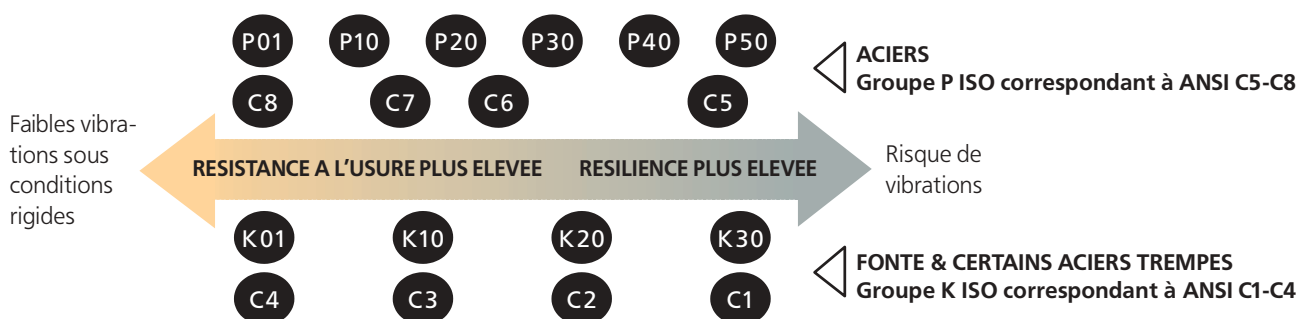 P01 P10 P20 P30 P40 P50
C8 C7 C6 C5
ACIERS
Groupe P ISO correspondant à ANSI C5-C8
Faibles vibra-
tions sous
conditions
rigides
RESISTANCE A L'USURE PLUS ELEVEE RESILIENCE PLUS ELEVEE
Risque de
vibrations
K01 K10 K20 K30
C4 C3 C2 C1
FONTE & CERTAINS ACIERS TREMPES
Groupe K ISO correspondant à ANSI C1-C4